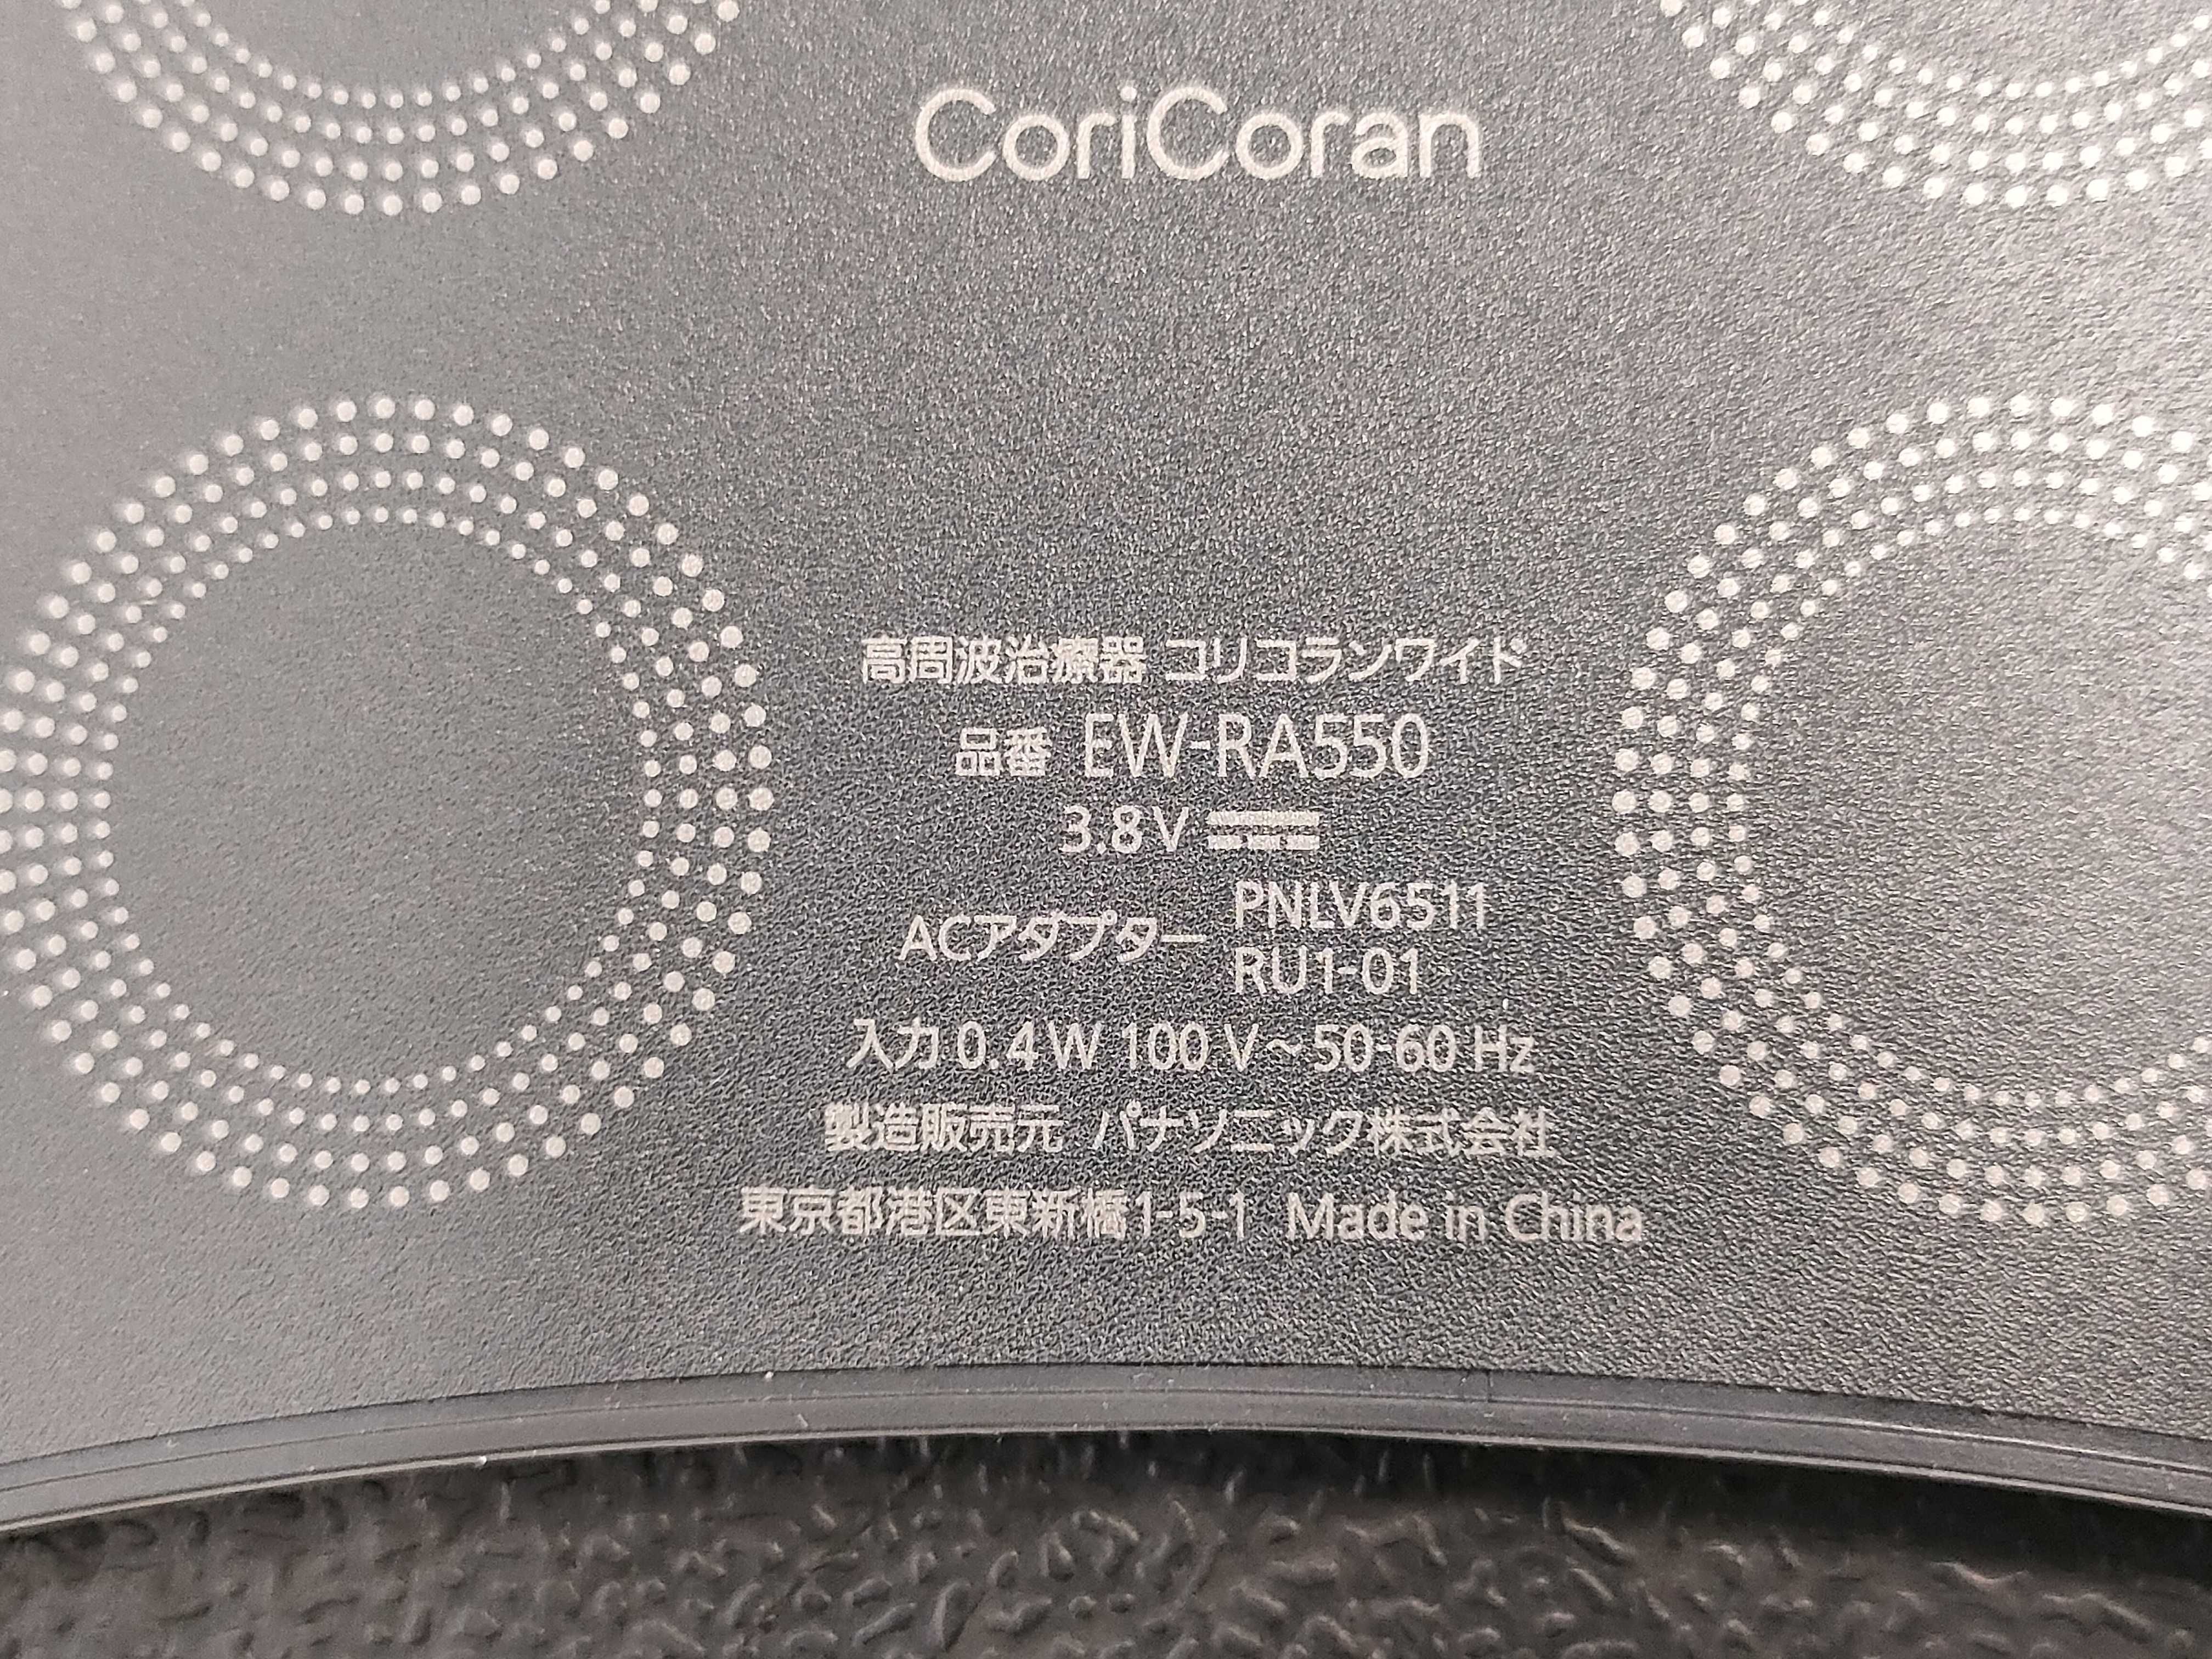 CoriCoran
高周波治療器 コリコランワイド
品番 EW-RA550
3.8V ⎓
ACアダプター PNLV6511
RU1-01
入力 0.4W 100 V～50-60 Hz
製造販売元 パナソニック株式会社
東京都港区東新橋1-5-1 Made in China